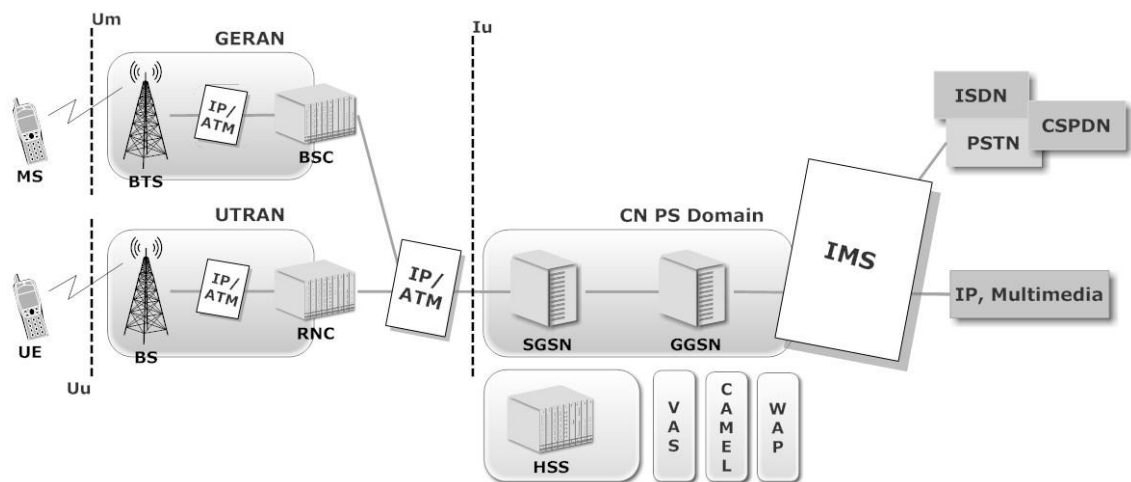 Um
Iu
GERAN
IP/
ATM
BSC
MS
BTS
ISDN
CSPDN
PSTN
UTRAN
IP/
ATM
RNC
UE
BS
Uu
IP/
ATM
CN PS Domain
SGSN
GGSN
IMS
IP, Multimedia
HSS
V
A
S
C
A
M
E
L
W
A
P